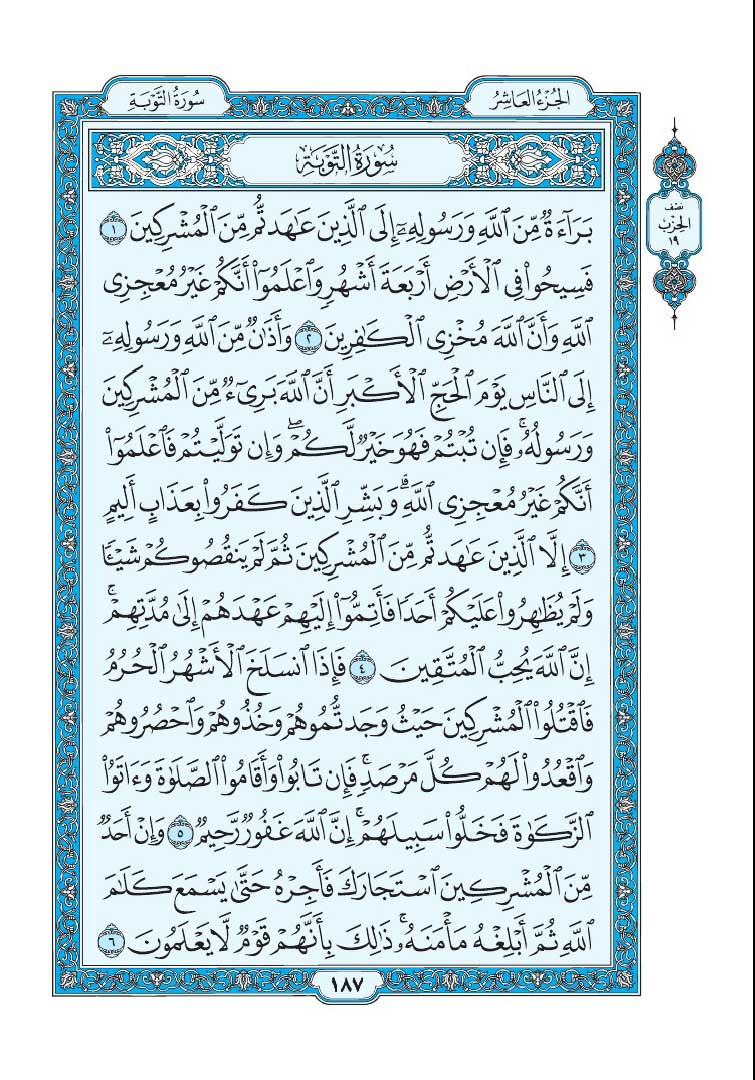 الجُزْءُ العَاشِرُ
سُورَةُ التَّوْبَةِ
سُورَةُ التَّوْبَةِ
بَرَآءَةٌ مِّنَ ٱللَّهِ وَرَسُولِهِۦٓ إِلَى ٱلَّذِينَ عَٰهَدتُّم مِّنَ ٱلْمُشْرِكِينَ ١
فَسِيحُوا۟ فِى ٱلْأَرْضِ أَرْبَعَةَ أَشْهُرٍ وَٱعْلَمُوٓا۟ أَنَّكُمْ غَيْرُ مُعْجِزِى
ٱللَّهِ وَأَنَّ ٱللَّهَ مُخْزِى ٱلْكَٰفِرِينَ ٢ وَأَذَٰنٌ مِّنَ ٱللَّهِ وَرَسُولِهِۦٓ
إِلَى ٱلنَّاسِ يَوْمَ ٱلْحَجِّ ٱلْأَكْبَرِ أَنَّ ٱللَّهَ بَرِىٓءٌ مِّنَ ٱلْمُشْرِكِينَ
وَرَسُولُهُۥ ۚ فَإِن تُبْتُمْ فَهُوَ خَيْرٌ لَّكُمْ ۖ وَإِن تَوَلَّيْتُمْ فَٱعْلَمُوٓا۟
أَنَّكُمْ غَيْرُ مُعْجِزِى ٱللَّهِ ۗ وَبَشِّرِ ٱلَّذِينَ كَفَرُوا۟ بِعَذَابٍ أَلِيمٍ
٣ إِلَّا ٱلَّذِينَ عَٰهَدتُّم مِّنَ ٱلْمُشْرِكِينَ ثُمَّ لَمْ يَنقُصُوكُمْ شَيْـًٔا
وَلَمْ يُظَٰهِرُوا۟ عَلَيْكُمْ أَحَدًا فَأَتِمُّوٓا۟ إِلَيْهِمْ عَهْدَهُمْ إِلَىٰ مُدَّتِهِمْ ۚ
إِنَّ ٱللَّهَ يُحِبُّ ٱلْمُتَّقِينَ ٤ فَإِذَا ٱنسَلَخَ ٱلْأَشْهُرُ ٱلْحُرُمُ
فَٱقْتُلُوا۟ ٱلْمُشْرِكِينَ حَيْثُ وَجَدتُّمُوهُمْ وَخُذُوهُمْ وَٱحْصُرُوهُمْ
وَٱقْعُدُوا۟ لَهُمْ كُلَّ مَرْصَدٍ ۚ فَإِن تَابُوا۟ وَأَقَامُوا۟ ٱلصَّلَوٰةَ وَءَاتَوُا۟
ٱلزَّكَوٰةَ فَخَلُّوا۟ سَبِيلَهُمْ ۚ إِنَّ ٱللَّهَ غَفُورٌ رَّحِيمٌ ٥ وَإِنْ أَحَدٌ
مِّنَ ٱلْمُشْرِكِينَ ٱسْتَجَارَكَ فَأَجِرْهُ حَتَّىٰ يَسْمَعَ كَلَٰمَ
ٱللَّهِ ثُمَّ أَبْلِغْهُ مَأْمَنَهُۥ ۚ ذَٰلِكَ بِأَنَّهُمْ قَوْمٌ لَّا يَعْلَمُونَ ٦
نصف
الحزب
١٩
١٨٧